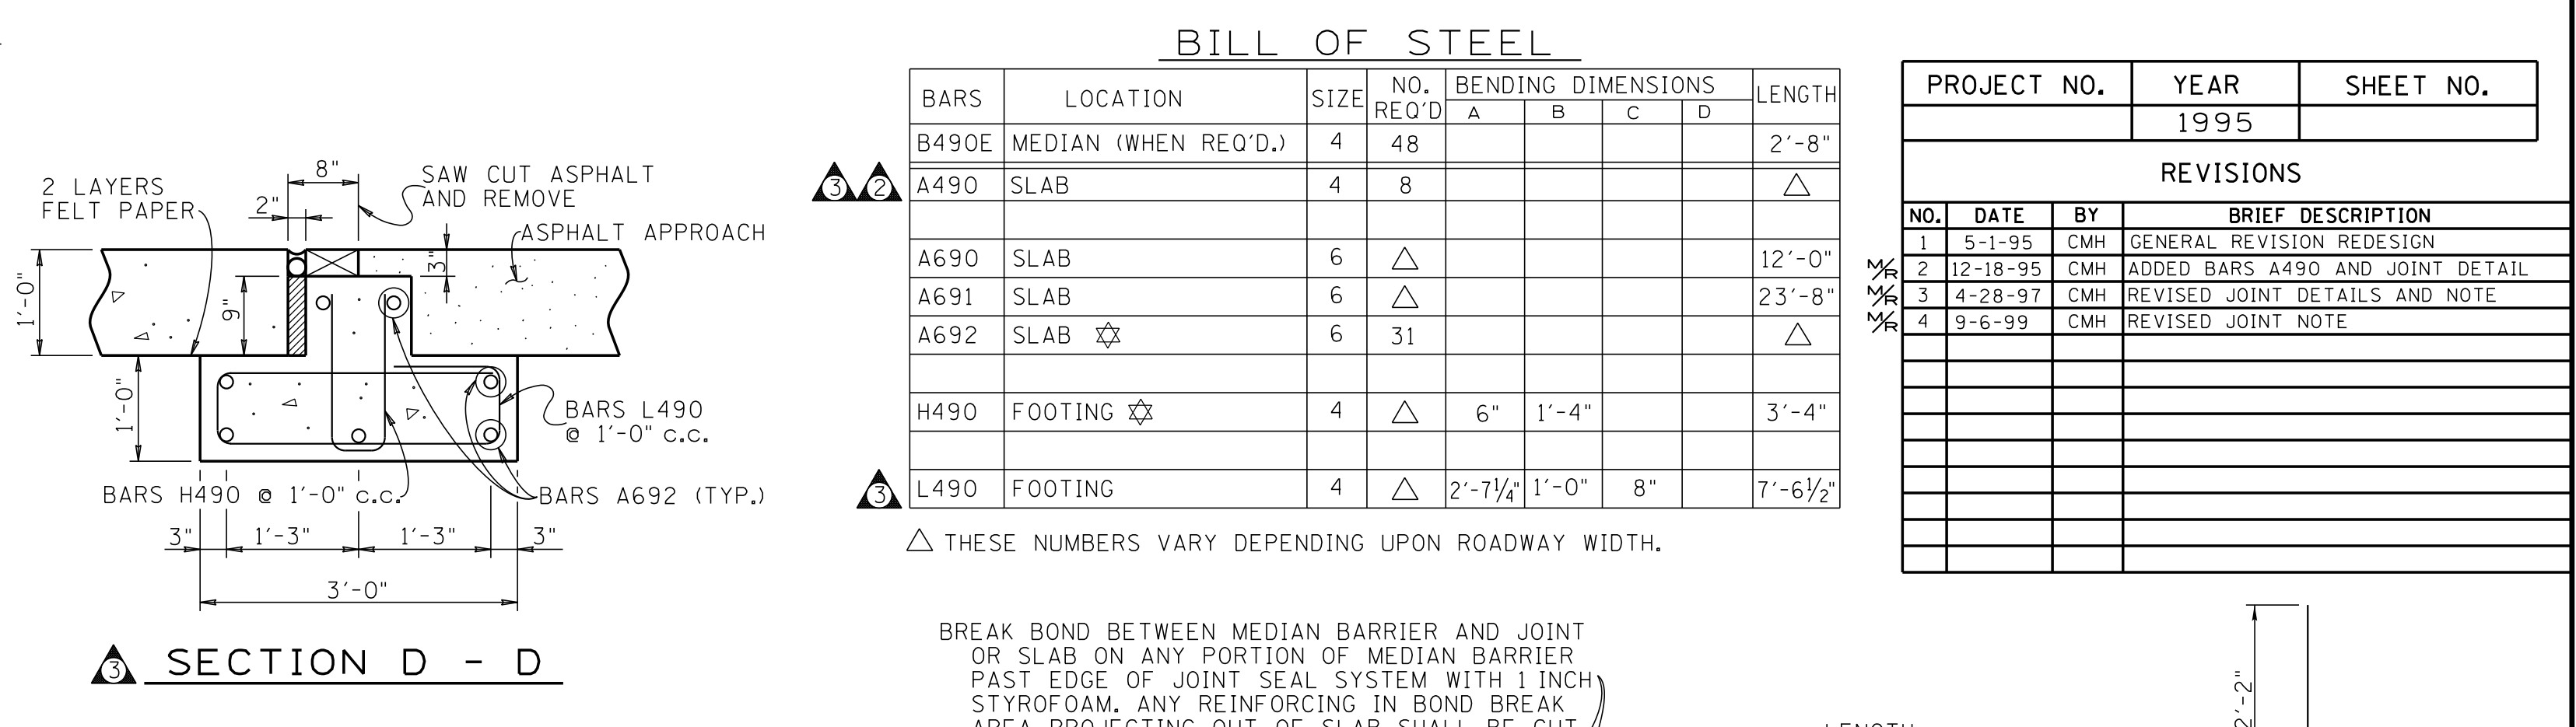 8"
SAW CUT ASPHALT
AND REMOVE
2 LAYERS
FELT PAPER
2"
ASPHALT APPROACH
3"
1'-0"
9"
1'-0"
BARS L490
@ 1'-0" c.c.
BARS H490 @ 1'-0" c.c.
BARS A692 (TYP.)
3" 1'-3" 1'-3" 3"
3'-0"
3 SECTION D - D
BILL OF STEEL
BARS LOCATION SIZE NO. REQ'D BENDING DIMENSIONS LENGTH
A B C D
B490E MEDIAN (WHEN REQ'D.) 4 48 2'-8"
3 2 A490 SLAB 4 8 △
A690 SLAB 6 △ 12'-0"
A691 SLAB 6 △ 23'-8"
A692 SLAB ✡ 6 31 △
H490 FOOTING ✡ 4 △ 6" 1'-4" 3'-4"
3 L490 FOOTING 4 △ 2'-7¼" 1'-0" 8" 7'-6½"
△ THESE NUMBERS VARY DEPENDING UPON ROADWAY WIDTH.
BREAK BOND BETWEEN MEDIAN BARRIER AND JOINT
OR SLAB ON ANY PORTION OF MEDIAN BARRIER
PAST EDGE OF JOINT SEAL SYSTEM WITH 1 INCH
STYROFOAM. ANY REINFORCING IN BOND BREAK
AREA PROJECTING OUT OF SLAB SHALL BE CUT
PROJECT NO. YEAR SHEET NO.
1995
REVISIONS
NO. DATE BY BRIEF DESCRIPTION
1 5-1-95 CMH GENERAL REVISION REDESIGN
M/R 2 12-18-95 CMH ADDED BARS A490 AND JOINT DETAIL
M/R 3 4-28-97 CMH REVISED JOINT DETAILS AND NOTE
M/R 4 9-6-99 CMH REVISED JOINT NOTE
2'-2"
LENGTH